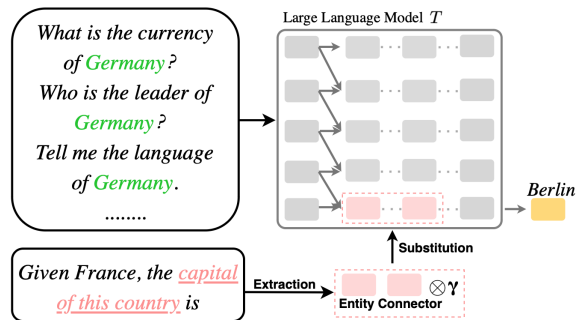 What is the currency
of Germany?
Who is the leader of
Germany?
Tell me the language
of Germany.
........
Large Language Model T
Berlin
Substitution
Given France, the capital
of this country is
Extraction
⊗ γ
Entity Connector